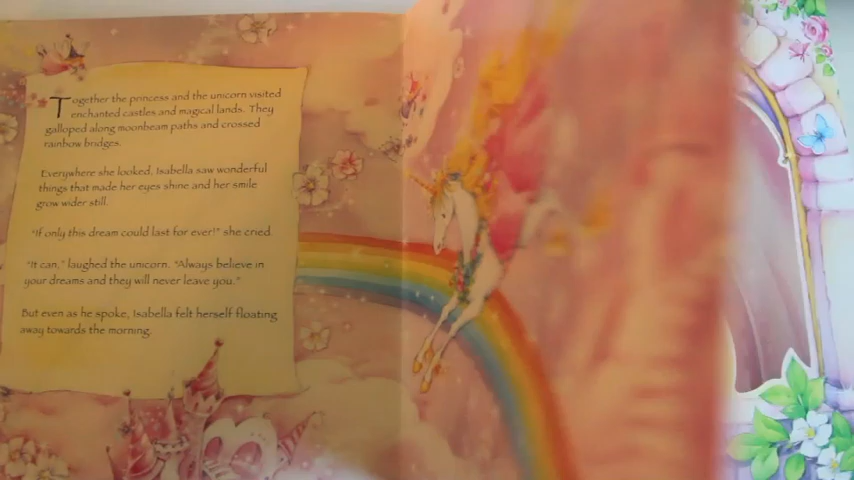 Together the princess and the unicorn visited
enchanted castles and magical lands. They
galloped along moonbeam paths and crossed
rainbow bridges.
Everywhere she looked, Isabella saw wonderful
things that made her eyes shine and her smile
grow wider still.
"If only this dream could last for ever!" she cried.
"It can," laughed the unicorn. "Always believe in
your dreams and they will never leave you."
But even as he spoke, Isabella felt herself floating
away towards the morning.